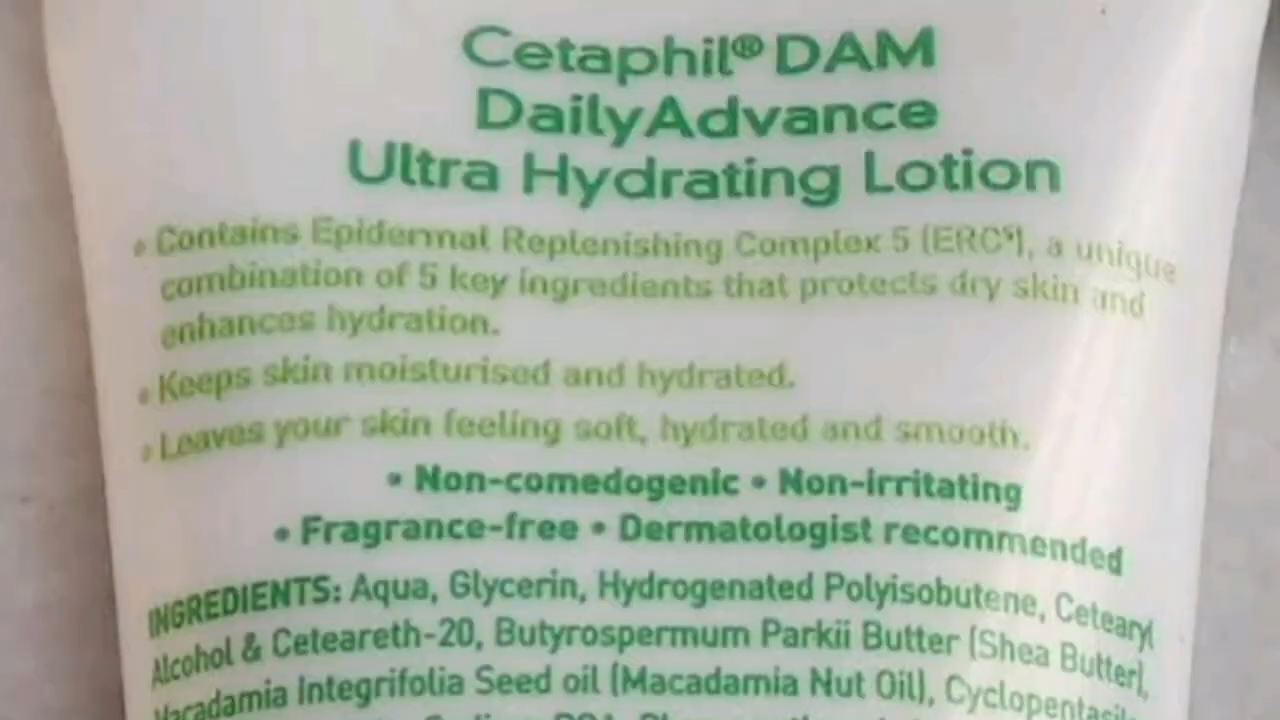 Cetaphil® DAM
DailyAdvance
Ultra Hydrating Lotion
• Contains Epidermal Replenishing Complex 5 (ERC⁵), a unique
combination of 5 key ingredients that protects dry skin and
enhances hydration.
• Keeps skin moisturised and hydrated.
• Leaves your skin feeling soft, hydrated and smooth.
• Non-comedogenic • Non-irritating
• Fragrance-free • Dermatologist recommended
INGREDIENTS: Aqua, Glycerin, Hydrogenated Polyisobutene, Cetearyl
Alcohol & Ceteareth-20, Butyrospermum Parkii Butter (Shea Butter),
Macadamia Integrifolia Seed oil (Macadamia Nut Oil),